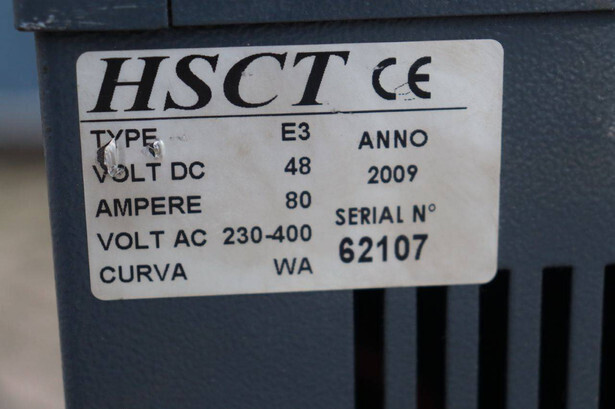 HSCT CE
TYPE E3
VOLT DC 48
AMPERE 80
VOLT AC 230-400
CURVA WA
ANNO
2009
SERIAL N°
62107